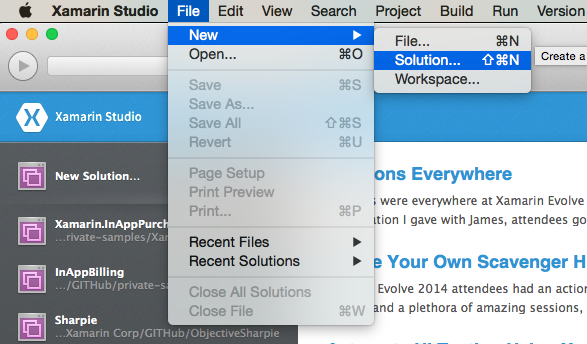 Xamarin Studio File Edit View Search Project Build Run Version
New
Open... ⌘O
Save ⌘S
Save As...
Save All ⇧⌘S
Revert ⌘U
Page Setup
Print Preview
Print... ⌘P
Recent Files
Recent Solutions
Close All Solutions
Close File ⌘W
File... ⌘N
Solution... ⇧⌘N
Workspace...
Create a
Xamarin Studio
New Solution...
Xamarin.InAppPurch
...rivate-samples/Xam
InAppBilling
.../GITHub/private-sa
Sharpie
...Xamarin Corp/GitHub/ObjectiveSharpie
ons Everywhere
s were everywhere at Xamarin Evolve
ation I gave with James, attendees go
e Your Own Scavenger H
Evolve 2014 attendees had an action
and a plethora of amazing sessions,